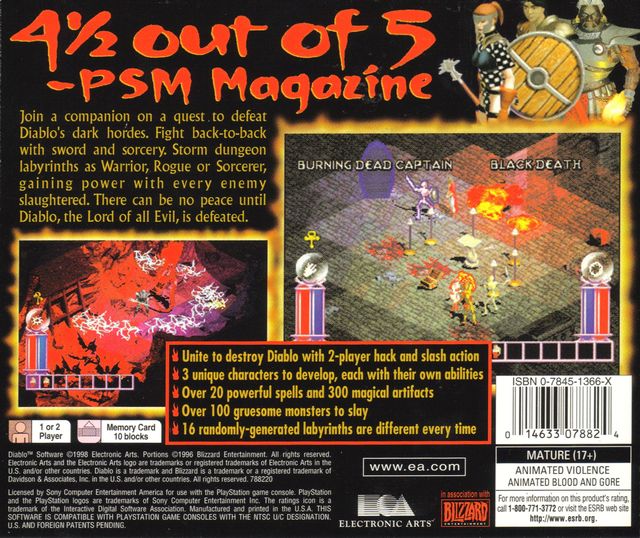 4½ out of 5
-PSM Magazine
Join a companion on a quest to defeat
Diablo's dark hordes. Fight back-to-back
with sword and sorcery. Storm dungeon
labyrinths as Warrior, Rogue or Sorcerer,
gaining power with every enemy
slaughtered. There can be no peace until
Diablo, the Lord of all Evil, is defeated.
BURNING DEAD CAPTAIN
BLACK DEATH
Unite to destroy Diablo with 2-player hack and slash action
3 unique characters to develop, each with their own abilities
Over 20 powerful spells and 300 magical artifacts
Over 100 gruesome monsters to slay
16 randomly-generated labyrinths are different every time
1 or 2
Player
Memory Card
10 blocks
ISBN 0-7845-1366-X
0 14633 07882 4
Diablo™ Software ©1998 Electronic Arts. Portions ©1996 Blizzard Entertainment. All rights reserved.
Electronic Arts and the Electronic Arts logo are trademarks or registered trademarks of Electronic Arts in the
U.S. and/or other countries. Diablo is a trademark and Blizzard is a registered trademark of
Davidson & Associates, Inc. in the U.S. and/or other countries. All rights reserved. 788220
Licensed by Sony Computer Entertainment America for use with the PlayStation game console. PlayStation
and the PlayStation logos are trademarks of Sony Computer Entertainment Inc. The ratings icon is a
trademark of the Interactive Digital Software Association. Manufactured and printed in the U.S.A. THIS
SOFTWARE IS COMPATIBLE WITH PLAYSTATION GAME CONSOLES WITH THE NTSC U/C DESIGNATION.
U.S. AND FOREIGN PATENTS PENDING.
www.ea.com
ELECTRONIC ARTS™
in association with
BLIZZARD
ENTERTAINMENT
MATURE (17+)
ANIMATED VIOLENCE
ANIMATED BLOOD AND GORE
For more information on this product's rating,
call 1-800-771-3772 or visit the ESRB web site
http://www.esrb.org.